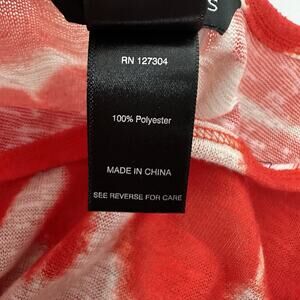 S
RN 127304
100% Polyester
MADE IN CHINA
SEE REVERSE FOR CARE